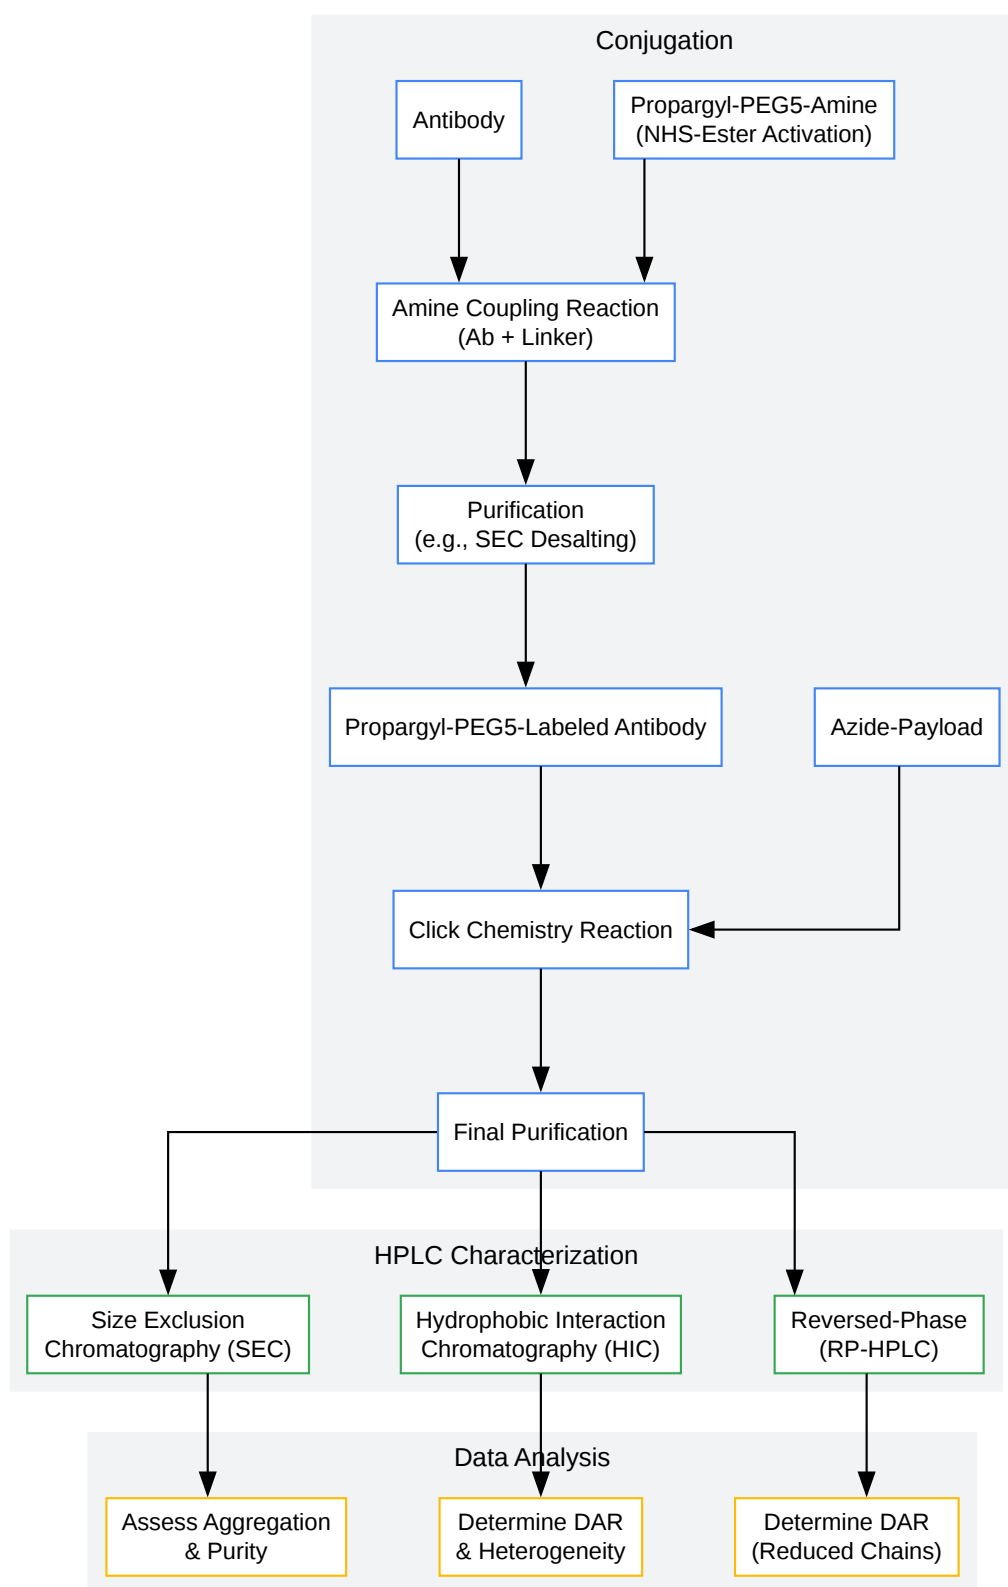 Conjugation
Antibody
Propargyl-PEG5-Amine
(NHS-Ester Activation)
Amine Coupling Reaction
(Ab + Linker)
Purification
(e.g., SEC Desalting)
Propargyl-PEG5-Labeled Antibody
Azide-Payload
Click Chemistry Reaction
Final Purification
HPLC Characterization
Size Exclusion
Chromatography (SEC)
Hydrophobic Interaction
Chromatography (HIC)
Reversed-Phase
(RP-HPLC)
Data Analysis
Assess Aggregation
& Purity
Determine DAR
& Heterogeneity
Determine DAR
(Reduced Chains)